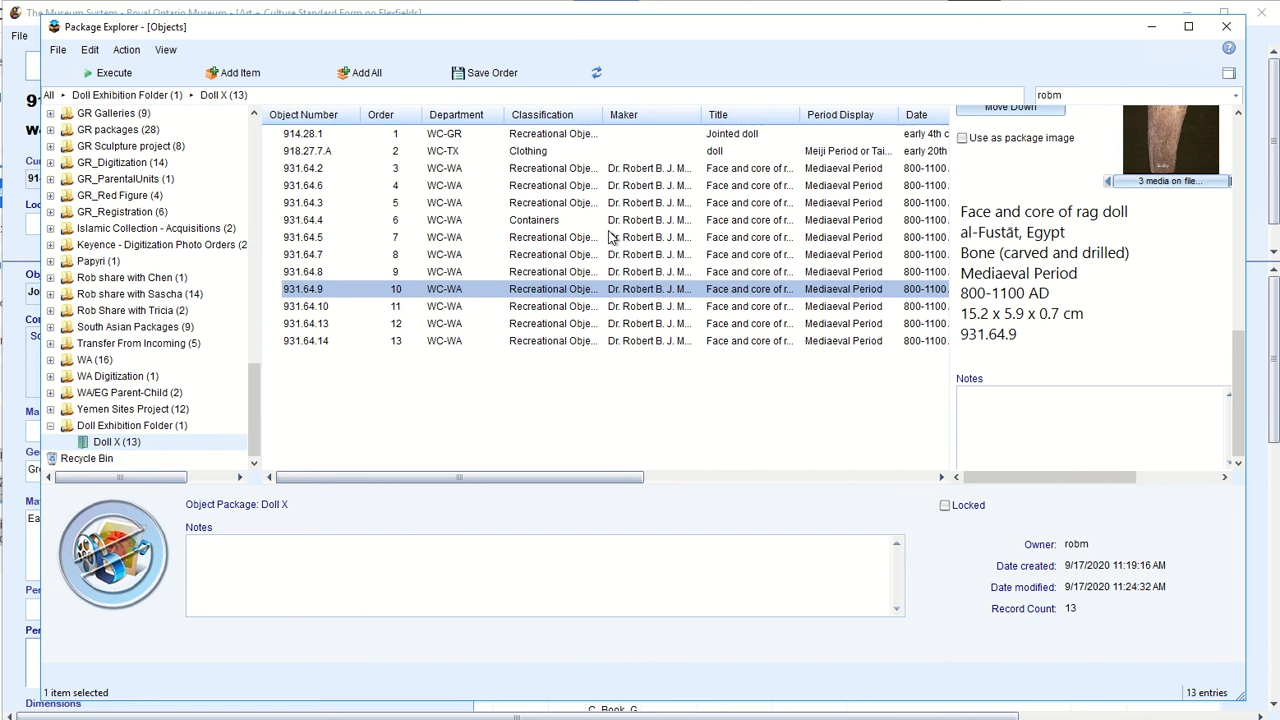 The Museum System - Royal Ontario Museum - [Art + Culture Standard Form no Flexfields]
Package Explorer - [Objects]
File
File Edit Action View
Execute Add Item Add All Save Order
All Doll Exhibition Folder (1) Doll X (13)
robm
GR Galleries (9)
GR packages (28)
GR Sculpture project (8)
GR_Digitization (14)
GR_ParentalUnits (1)
GR_Red Figure (4)
GR_Registration (6)
Islamic Collection - Acquisitions (2)
Keyence - Digitization Photo Orders (2
Papyri (1)
Rob share with Chen (1)
Rob share with Sascha (14)
Rob Share with Tricia (2)
South Asian Packages (9)
Transfer From Incoming (5)
WA (16)
WA Digitization (1)
WA/EG Parent-Child (2)
Yemen Sites Project (12)
Doll Exhibition Folder (1)
Doll X (13)
Recycle Bin
Object Number Order Department Classification Maker Title Period Display Date
914.28.1 1 WC-GR Recreational Obje... Jointed doll early 4th c
918.27.7.A 2 WC-TX Clothing doll Meiji Period or Tai... early 20th
931.64.2 3 WC-WA Recreational Obje... Dr. Robert B. J. M... Face and core of r... Mediaeval Period 800-1100
931.64.6 4 WC-WA Recreational Obje... Dr. Robert B. J. M... Face and core of r... Mediaeval Period 800-1100
931.64.3 5 WC-WA Recreational Obje... Dr. Robert B. J. M... Face and core of r... Mediaeval Period 800-1100
931.64.4 6 WC-WA Containers Dr. Robert B. J. M... Face and core of r... Mediaeval Period 800-1100
931.64.5 7 WC-WA Recreational Obje... Dr. Robert B. J. M... Face and core of r... Mediaeval Period 800-1100
931.64.7 8 WC-WA Recreational Obje... Dr. Robert B. J. M... Face and core of r... Mediaeval Period 800-1100
931.64.8 9 WC-WA Recreational Obje... Dr. Robert B. J. M... Face and core of r... Mediaeval Period 800-1100
931.64.9 10 WC-WA Recreational Obje... Dr. Robert B. J. M... Face and core of r... Mediaeval Period 800-1100
931.64.10 11 WC-WA Recreational Obje... Dr. Robert B. J. M... Face and core of r... Mediaeval Period 800-1100
931.64.13 12 WC-WA Recreational Obje... Dr. Robert B. J. M... Face and core of r... Mediaeval Period 800-1100
931.64.14 13 WC-WA Recreational Obje... Dr. Robert B. J. M... Face and core of r... Mediaeval Period 800-1100
Move Down
Use as package image
3 media on file...
Face and core of rag doll
al-Fustát, Egypt
Bone (carved and drilled)
Mediaeval Period
800-1100 AD
15.2 x 5.9 x 0.7 cm
931.64.9
Notes
Object Package: Doll X
Notes
Locked
Owner: robm
Date created: 9/17/2020 11:19:16 AM
Date modified: 9/17/2020 11:24:32 AM
Record Count: 13
1 item selected
13 entries
Dimensions